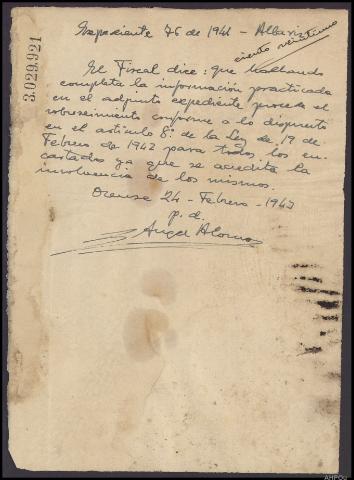 Expediente 76 de 1941 - Allariz
ciento veintiuno
3.029.921
El Fiscal dice: que hallando
completa la información practicada
en el adjunto expediente procede el
sobreseimiento conforme a lo dispuesto
en el artículo 8º de la Ley de 19 de
Febrero de 1942 para todos los en-
cartados ya que se acredita la
insolvencia de los mismos.
Orense 24 - Febrero - 1943
p. d.
Angel Alonso
AHPOu